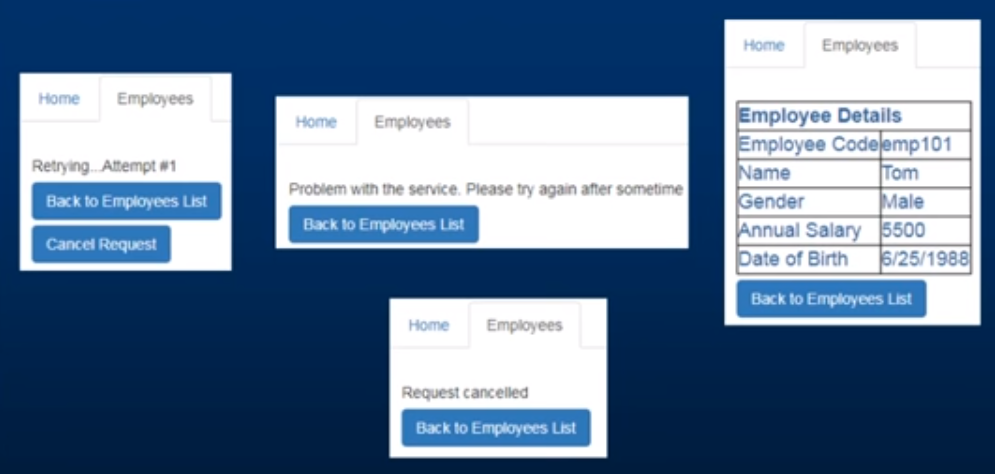 Home Employees
Retrying...Attempt #1
Back to Employees List
Cancel Request
Home Employees
Problem with the service. Please try again after sometime
Back to Employees List
Home Employees
Employee Details
Employee Code emp101
Name Tom
Gender Male
Annual Salary 5500
Date of Birth 6/25/1988
Back to Employees List
Home Employees
Request cancelled
Back to Employees List